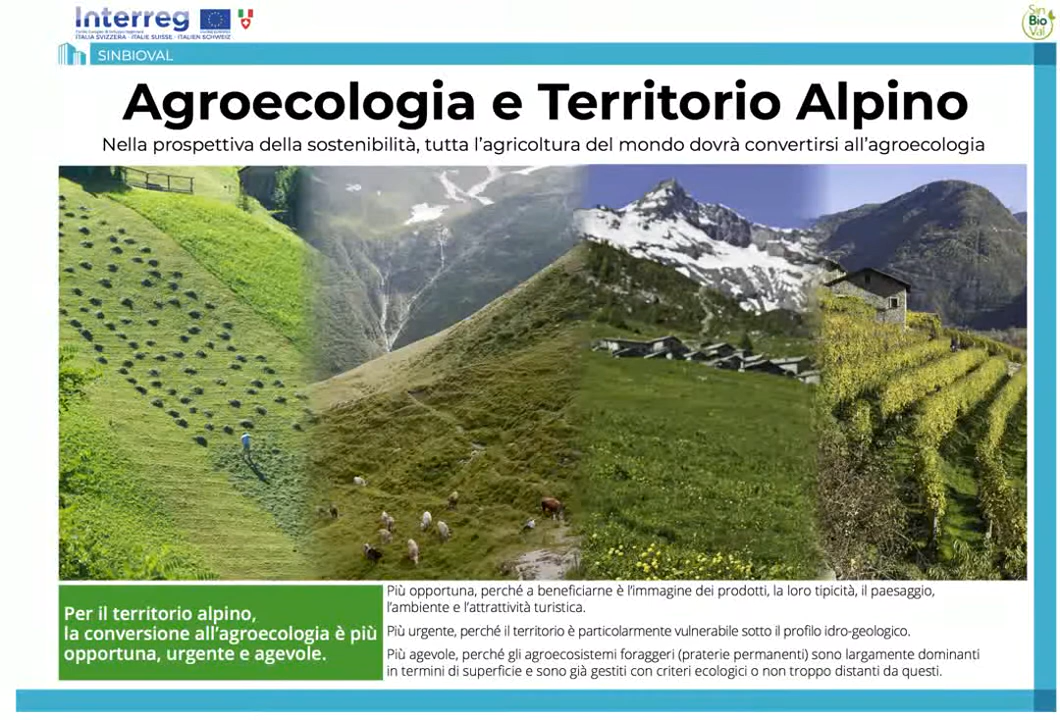 Interreg
ITALIA SVIZZERA · ITALIE SUISSE · ITALIEN SCHWEIZ
Sin
Bio
Val
SINBIOVAL
Agroecologia e Territorio Alpino
Nella prospettiva della sostenibilità, tutta l'agricoltura del mondo dovrà convertirsi all'agroecologia
Per il territorio alpino,
la conversione all'agroecologia è più
opportuna, urgente e agevole.
Più opportuna, perché a beneficiarne è l'immagine dei prodotti, la loro tipicità, il paesaggio,
l'ambiente e l'attrattività turistica.
Più urgente, perché il territorio è particolarmente vulnerabile sotto il profilo idro-geologico.
Più agevole, perché gli agroecosistemi foraggeri (praterie permanenti) sono largamente dominanti
in termini di superficie e sono già gestiti con criteri ecologici o non troppo distanti da questi.